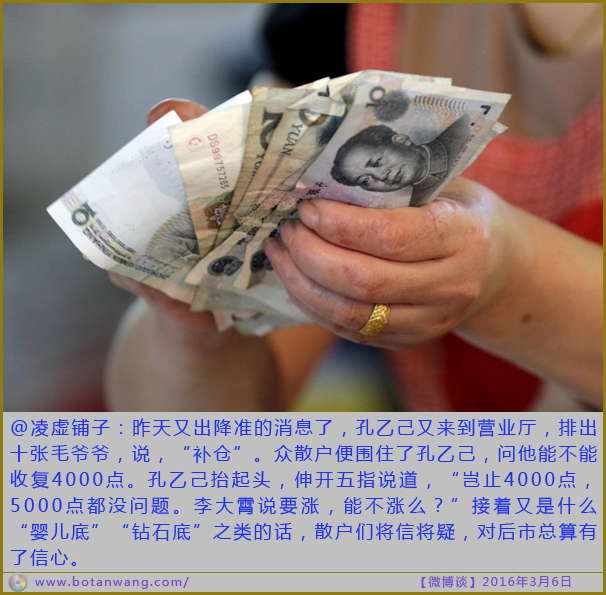 10
YUAN
YUAN
10
DS99757265
@凌虚铺子：昨天又出降准的消息了，孔乙己又来到营业厅，排出
十张毛爷爷，说，“补仓”。众散户便围住了孔乙己，问他能不能
收复4000点。孔乙己抬起头，伸开五指说道，“岂止4000点，
5000点都没问题。李大霄说要涨，能不涨么？”接着又是什么
“婴儿底”“钻石底”之类的话，散户们将信将疑，对后市总算有
了信心。
www.botanwang.com/
【微博谈】2016年3月6日